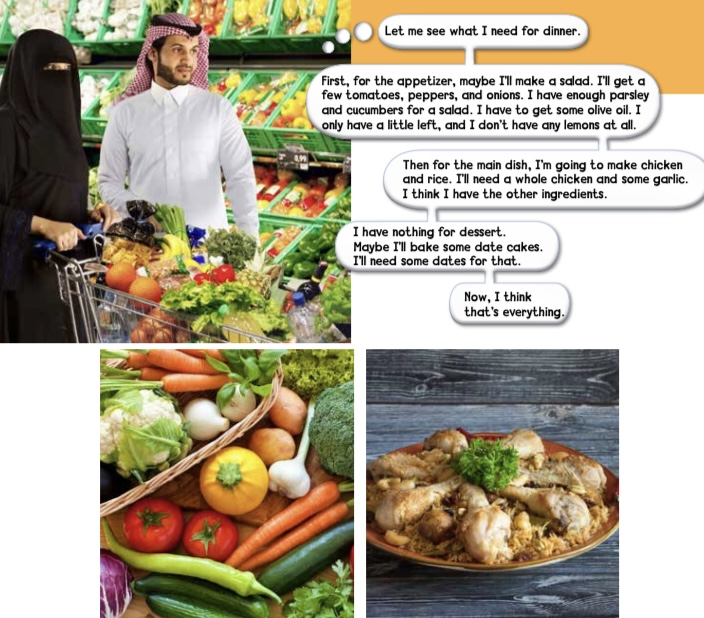 Let me see what I need for dinner.
First, for the appetizer, maybe I'll make a salad. I'll get a
few tomatoes, peppers, and onions. I have enough parsley
and cucumbers for a salad. I have to get some olive oil. I
only have a little left, and I don't have any lemons at all.
Then for the main dish, I'm going to make chicken
and rice. I'll need a whole chicken and some garlic.
I think I have the other ingredients.
I have nothing for dessert.
Maybe I'll bake some date cakes.
I'll need some dates for that.
Now, I think
that's everything.
0,99